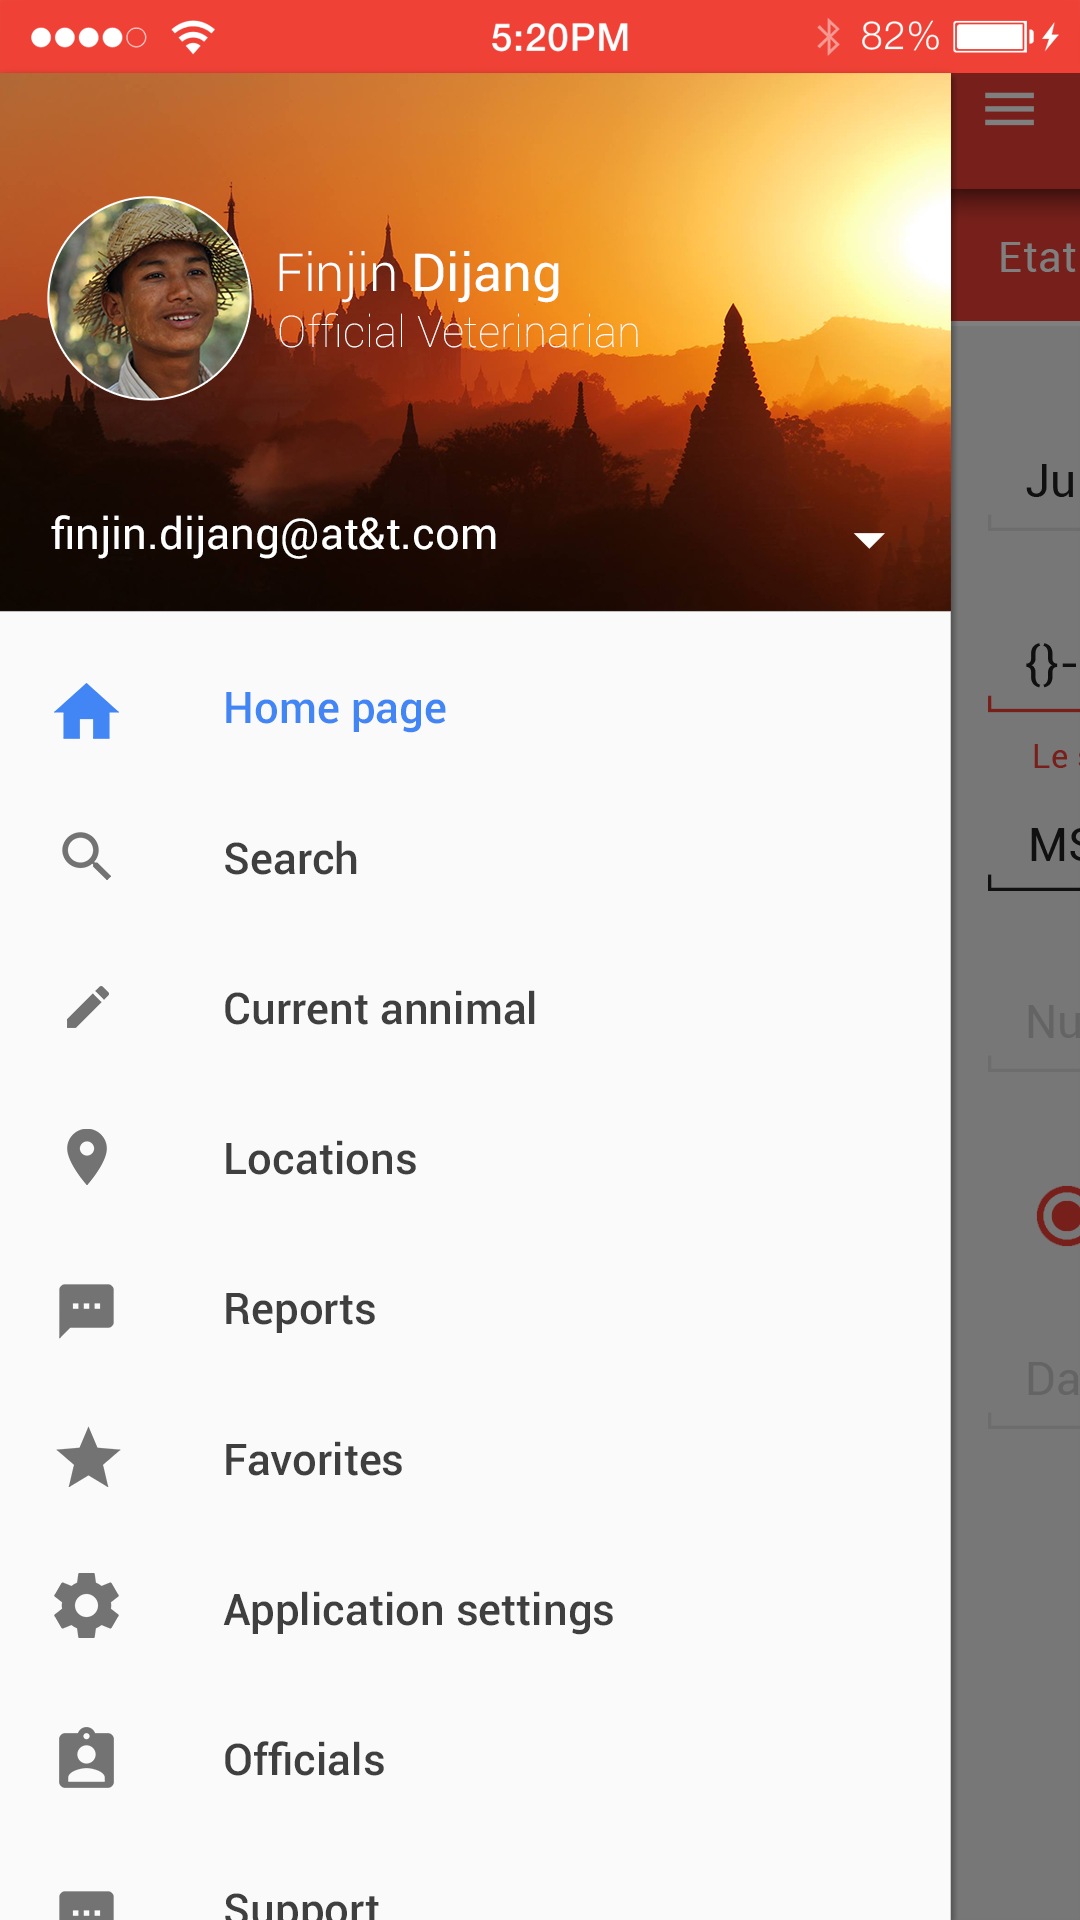 5:20PM 82%
Finjin Dijang
Official Veterinarian
finjin.dijang@at&t.com
Etat
Ju
{}-
Le
MS
Nu
Da
Home page
Search
Current annimal
Locations
Reports
Favorites
Application settings
Officials
Support